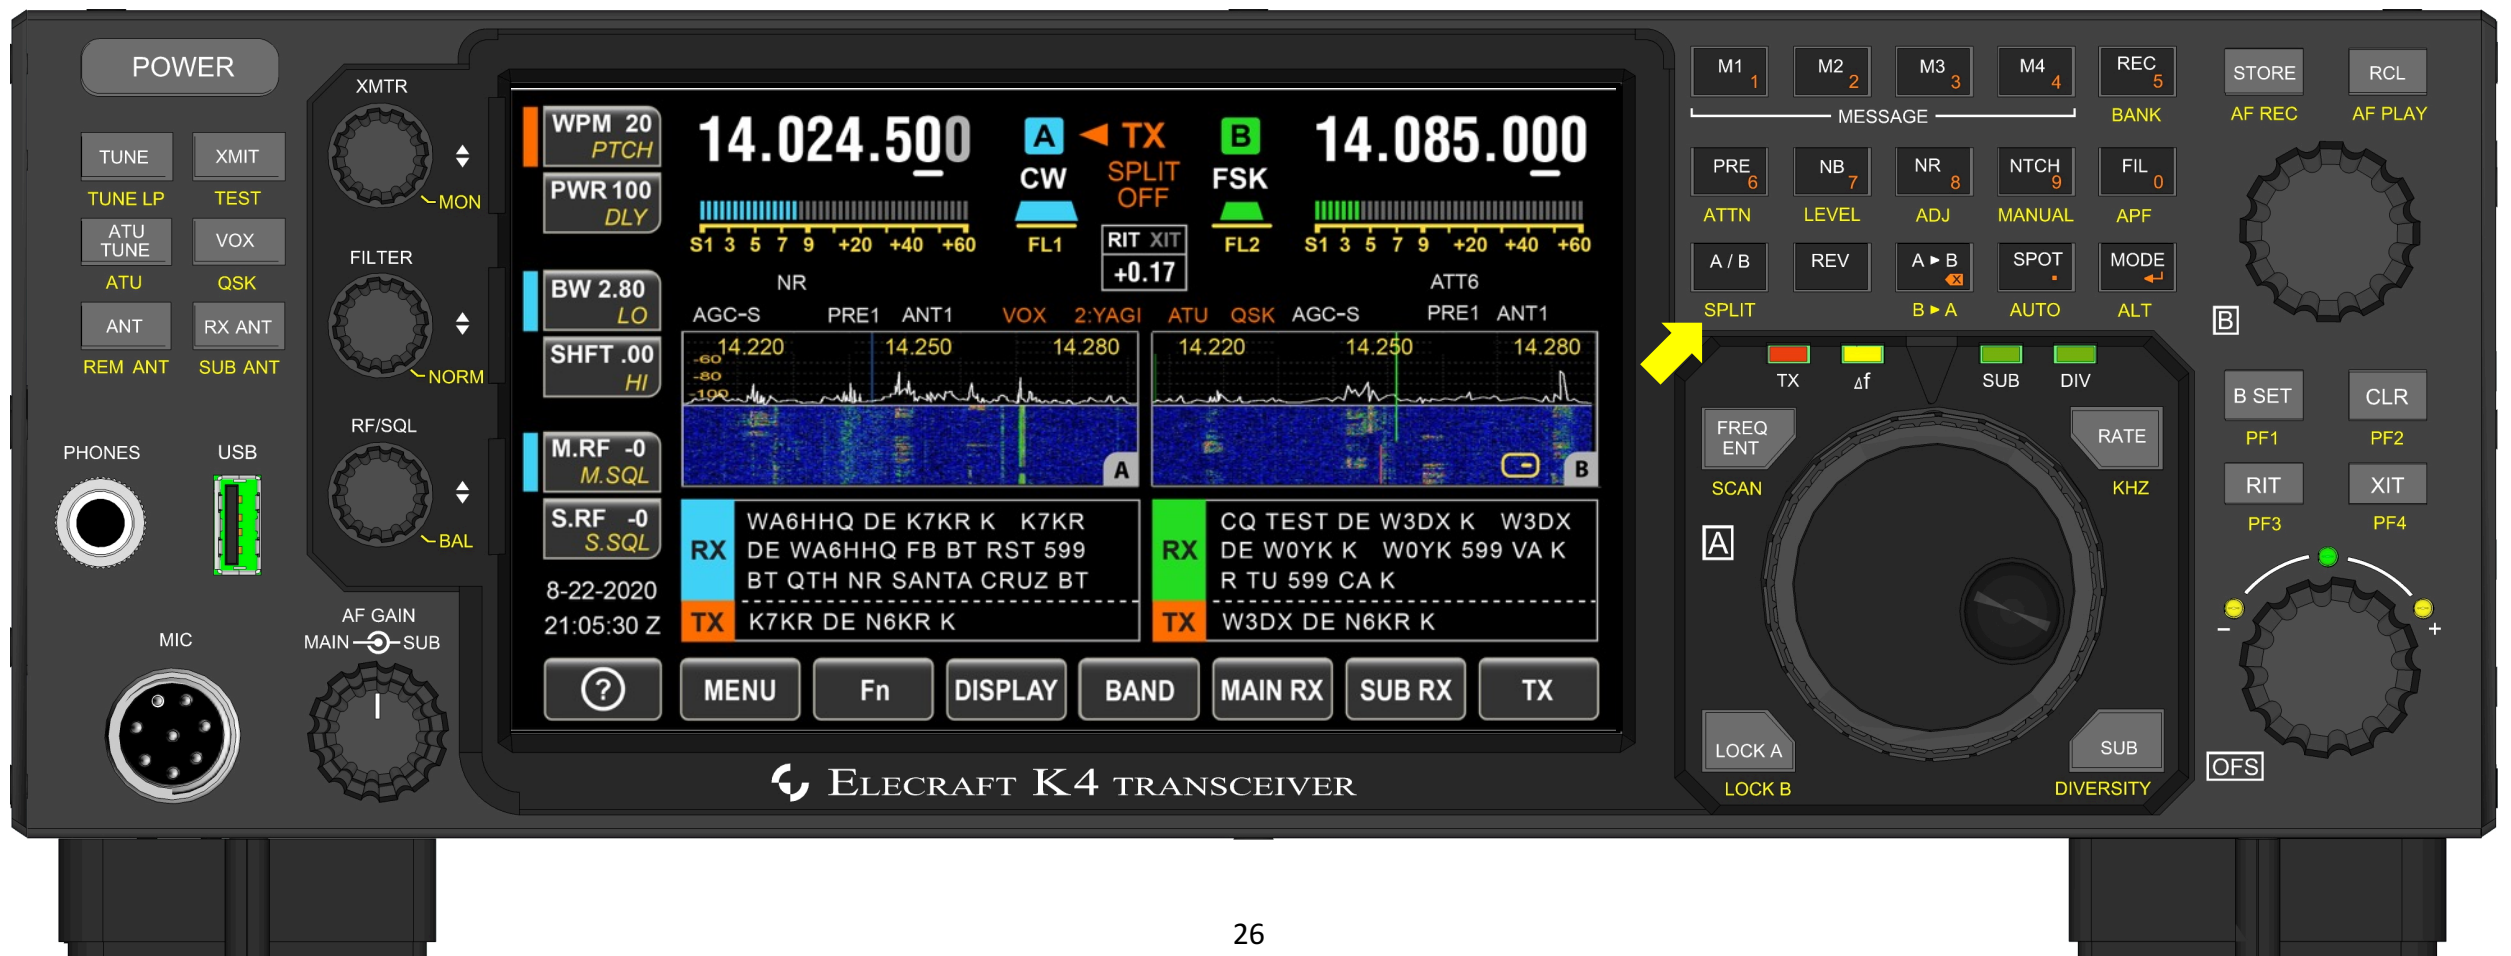 POWER
TUNE
XMIT
TUNE LP
TEST
ATU
TUNE
VOX
ATU
QSK
ANT
RX ANT
REM ANT
SUB ANT
PHONES
USB
MIC
XMTR
MON
FILTER
NORM
RF/SQL
BAL
AF GAIN
MAIN
SUB
WPM 20
PTCH
PWR 100
DLY
BW 2.80
LO
SHFT .00
HI
M.RF -0
M.SQL
S.RF -0
S.SQL
8-22-2020
21:05:30 Z
14.024.500
A
TX
B
14.085.000
CW
SPLIT
OFF
FSK
S1 3 5 7 9 +20 +40 +60
FL1
RIT XIT
+0.17
FL2
S1 3 5 7 9 +20 +40 +60
NR
ATT6
AGC-S PRE1 ANT1 VOX 2:YAGI ATU QSK AGC-S PRE1 ANT1
14.220 14.250 14.280
-60
-80
-100
A
14.220 14.250 14.280
B
RX
WA6HHQ DE K7KR K K7KR
DE WA6HHQ FB BT RST 599
BT QTH NR SANTA CRUZ BT
TX
K7KR DE N6KR K
RX
CQ TEST DE W3DX K W3DX
DE W0YK K W0YK 599 VA K
R TU 599 CA K
TX
W3DX DE N6KR K
?
MENU
Fn
DISPLAY
BAND
MAIN RX
SUB RX
TX
ELECRAFT K4 TRANSCEIVER
M1 1
M2 2
M3 3
M4 4
REC 5
STORE
RCL
MESSAGE
BANK
AF REC
AF PLAY
PRE 6
NB 7
NR 8
NTCH 9
FIL 0
ATTN
LEVEL
ADJ
MANUAL
APF
A / B
REV
A ▸ B
SPOT .
MODE
SPLIT
B ▸ A
AUTO
ALT
B
TX
Δf
SUB
DIV
FREQ
ENT
SCAN
RATE
KHZ
A
LOCK A
LOCK B
SUB
DIVERSITY
B SET
CLR
PF1
PF2
RIT
XIT
PF3
PF4
−
+
OFS
26